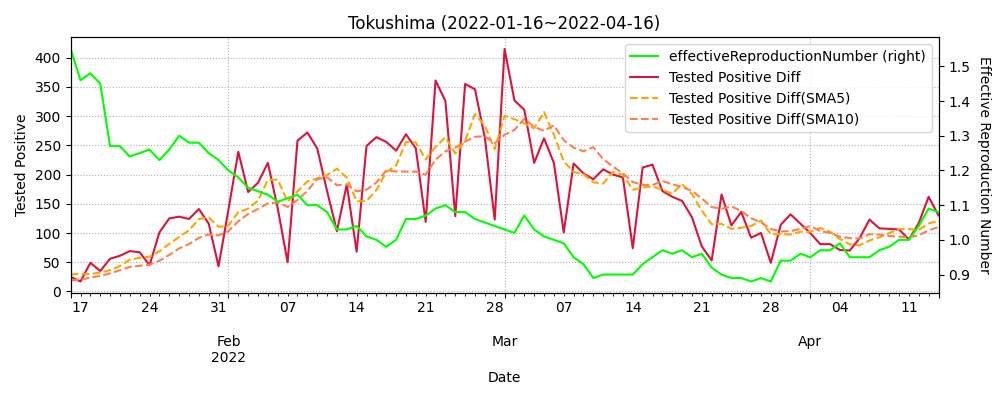 Tokushima (2022-01-16~2022-04-16)
effectiveReproductionNumber (right)
Tested Positive Diff
Tested Positive Diff(SMA5)
Tested Positive Diff(SMA10)
Tested Positive
400
350
300
250
200
150
100
50
0
1.5
1.4
1.3
1.2
1.1
1.0
0.9
Effective Reproduction Number
17 24 31 07 14 21 28 07 14 21 28 04 11
Feb Mar Apr
2022
Date